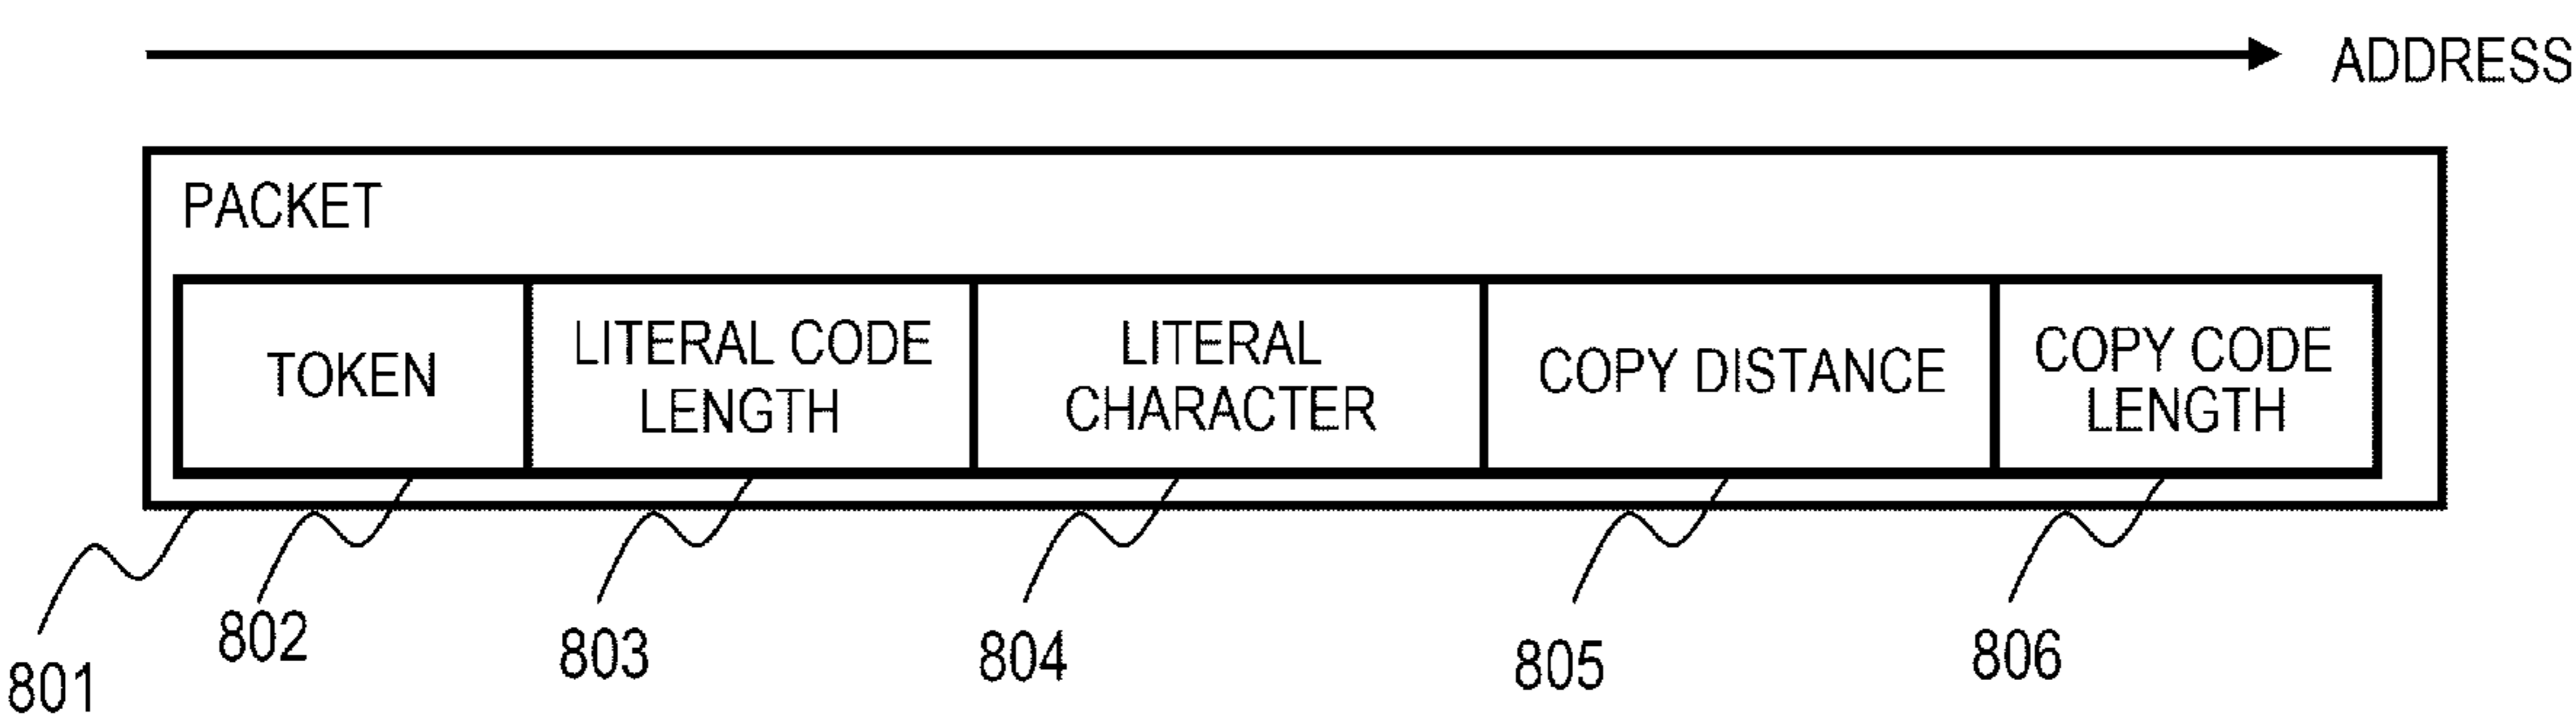 ADDRESS
PACKET
TOKEN
LITERAL CODE
LENGTH
LITERAL
CHARACTER
COPY DISTANCE
COPY CODE
LENGTH
801
802
803
804
805
806